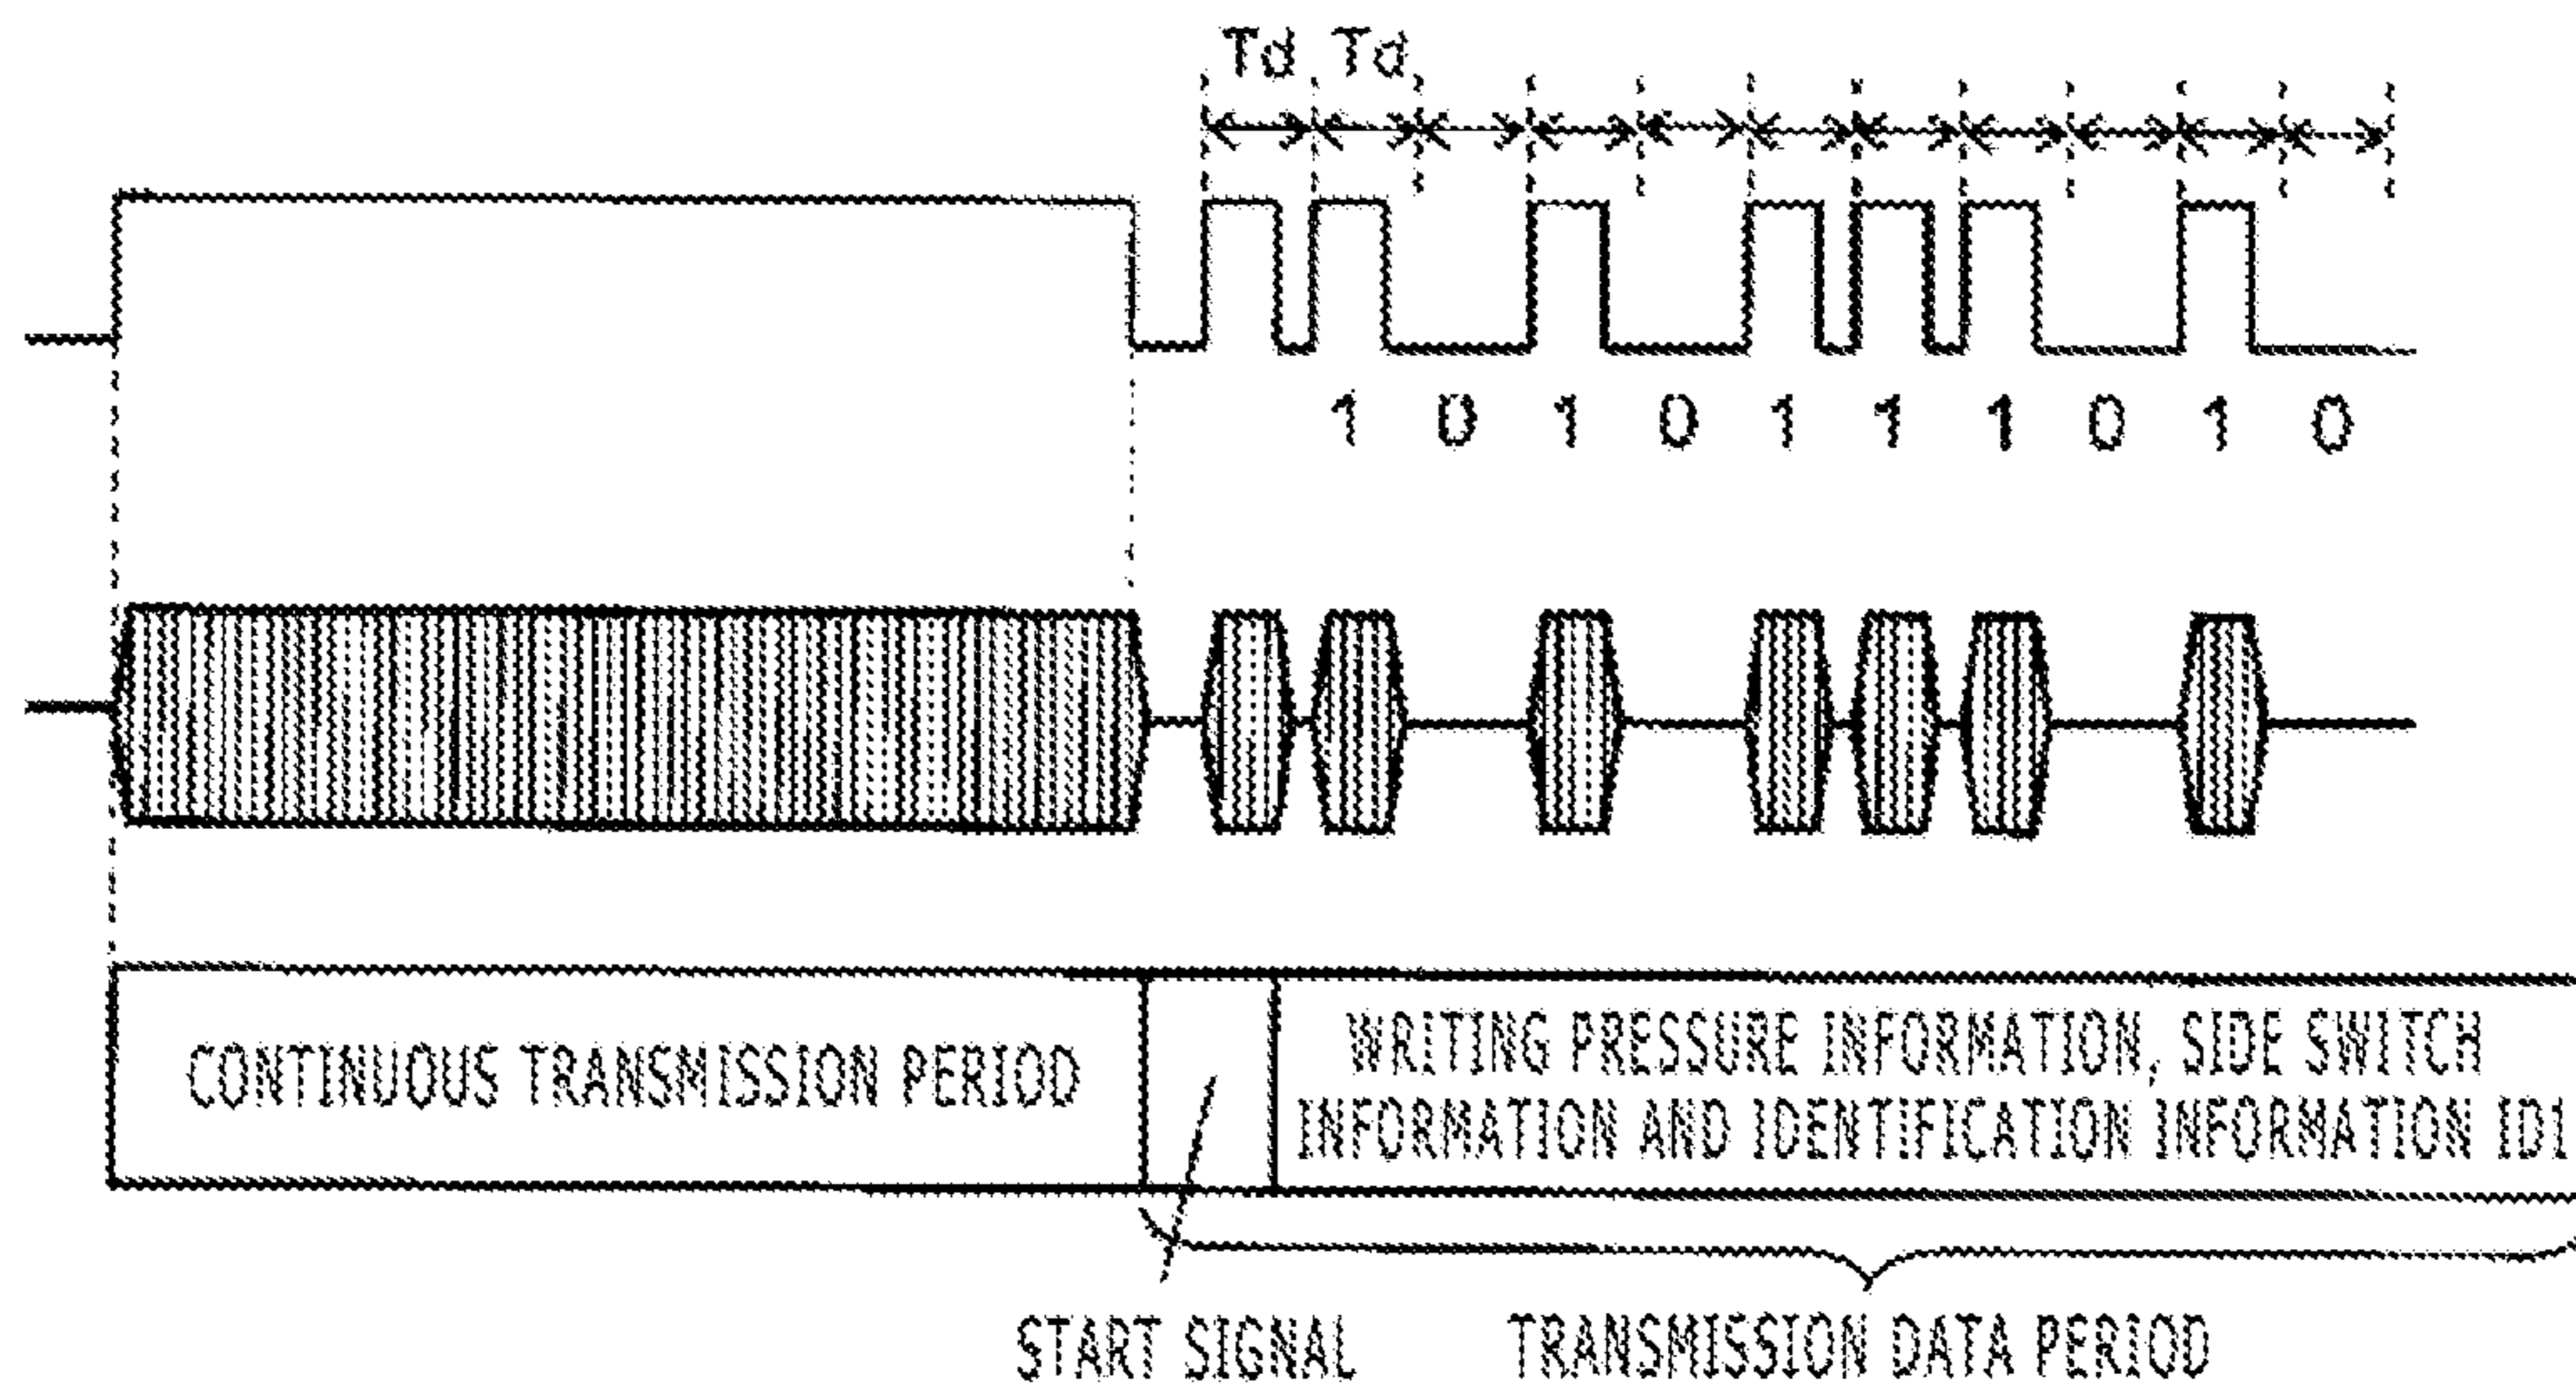 Td Td
1 0 1 0 1 1 1 0 1 0
CONTINUOUS TRANSMISSION PERIOD
WRITING PRESSURE INFORMATION, SIDE SWITCH
INFORMATION AND IDENTIFICATION INFORMATION ID1
START SIGNAL
TRANSMISSION DATA PERIOD